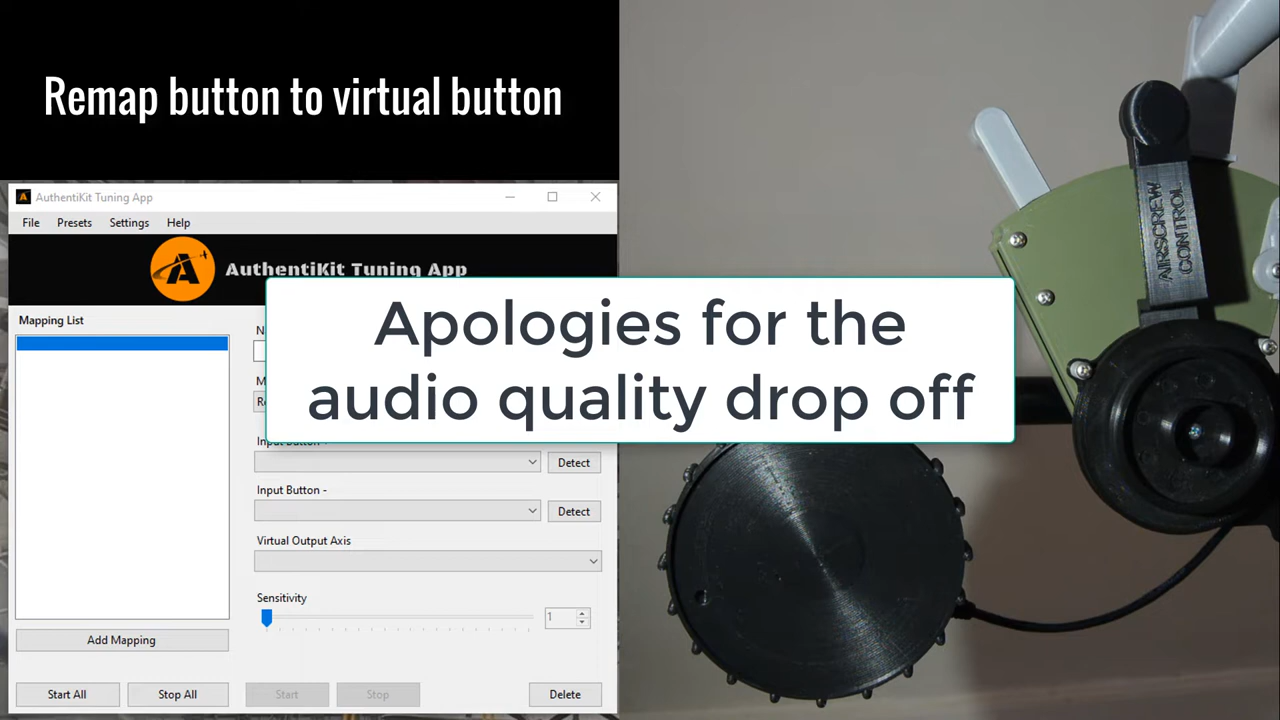 Remap button to virtual button
AuthentiKit Tuning App
File Presets Settings Help
AuthentiKit Tuning App
Mapping List
Apologies for the
audio quality drop off
Detect
Input Button -
Detect
Virtual Output Axis
Sensitivity
1
Add Mapping
Start All Stop All Start Stop Delete
AIRSCREW
CONTROL